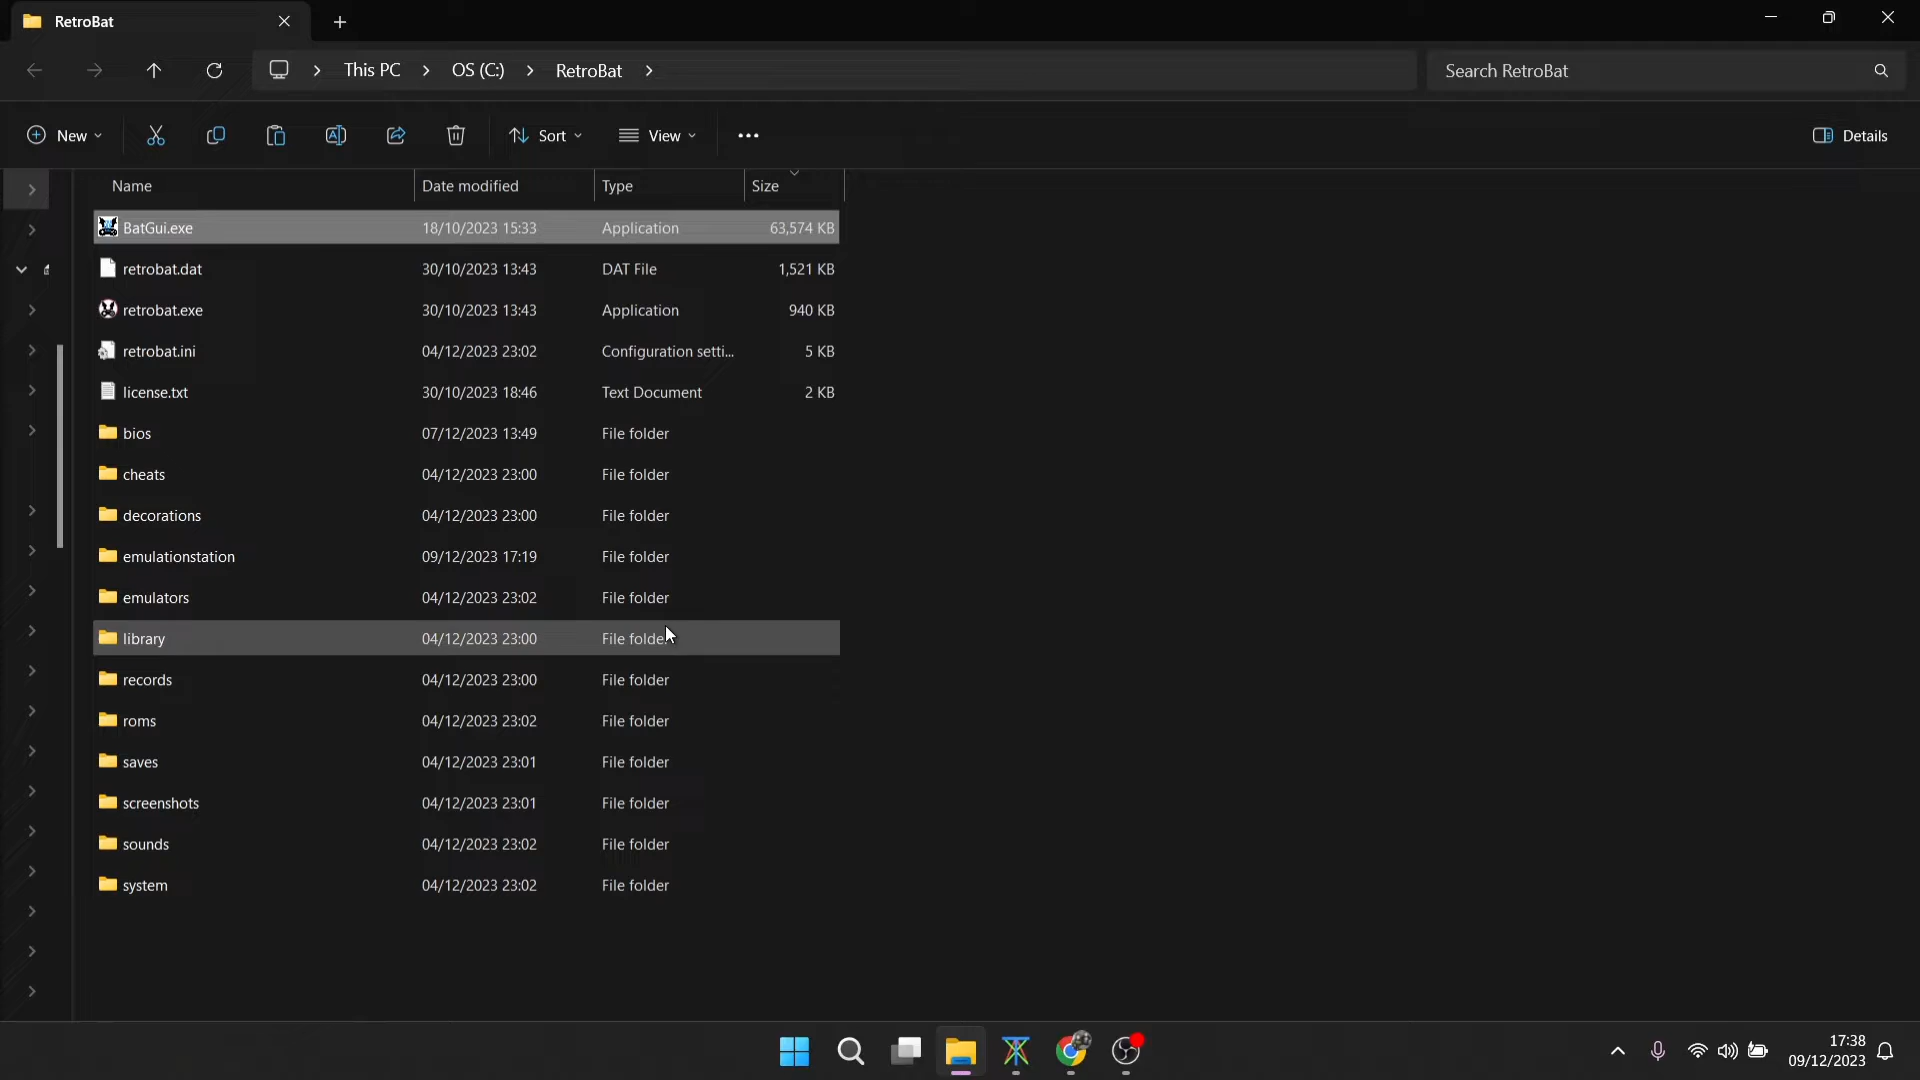 RetroBat
This PC OS (C:) RetroBat Search RetroBat
New Sort View Details
Name Date modified Type Size
BatGui.exe 18/10/2023 15:33 Application 63,574 KB
retrobat.dat 30/10/2023 13:43 DAT File 1,521 KB
retrobat.exe 30/10/2023 13:43 Application 940 KB
retrobat.ini 04/12/2023 23:02 Configuration setti... 5 KB
license.txt 30/10/2023 18:46 Text Document 2 KB
bios 07/12/2023 13:49 File folder
cheats 04/12/2023 23:00 File folder
decorations 04/12/2023 23:00 File folder
emulationstation 09/12/2023 17:19 File folder
emulators 04/12/2023 23:02 File folder
library 04/12/2023 23:00 File folder
records 04/12/2023 23:00 File folder
roms 04/12/2023 23:02 File folder
saves 04/12/2023 23:01 File folder
screenshots 04/12/2023 23:01 File folder
sounds 04/12/2023 23:02 File folder
system 04/12/2023 23:02 File folder
17:38
09/12/2023